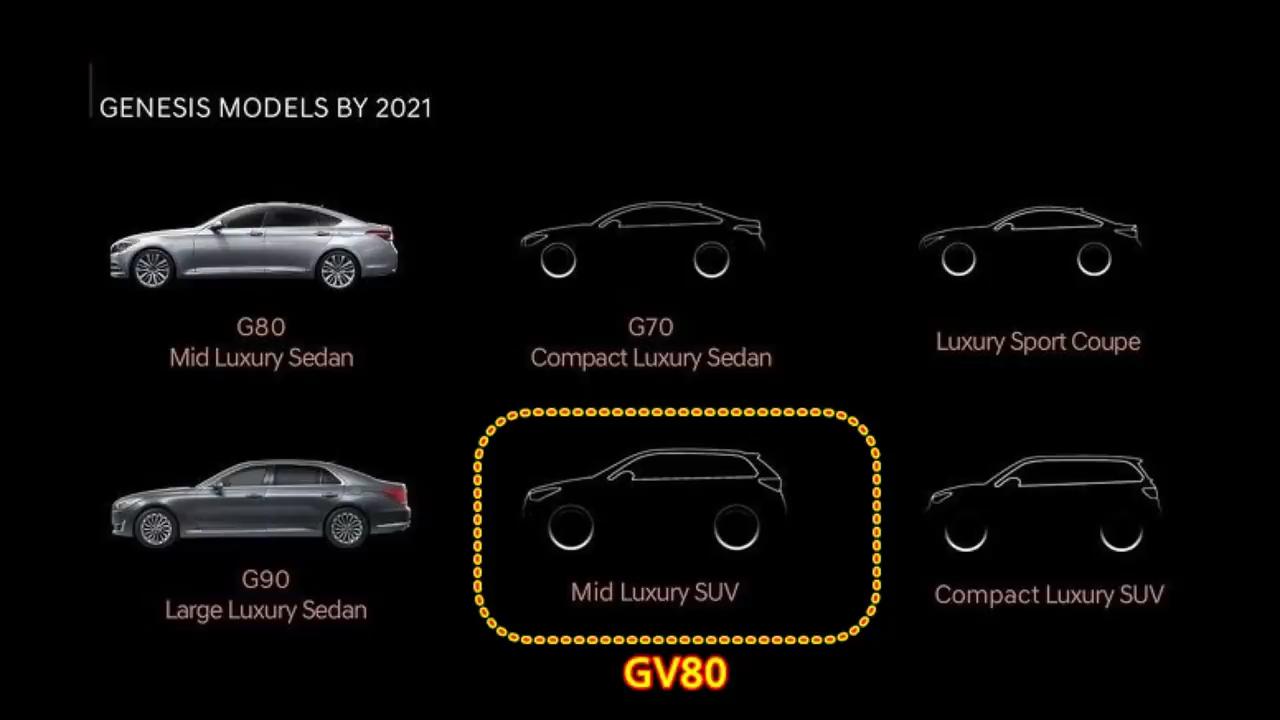 GENESIS MODELS BY 2021
G80
Mid Luxury Sedan
G70
Compact Luxury Sedan
Luxury Sport Coupe
G90
Large Luxury Sedan
Mid Luxury SUV
Compact Luxury SUV
GV80